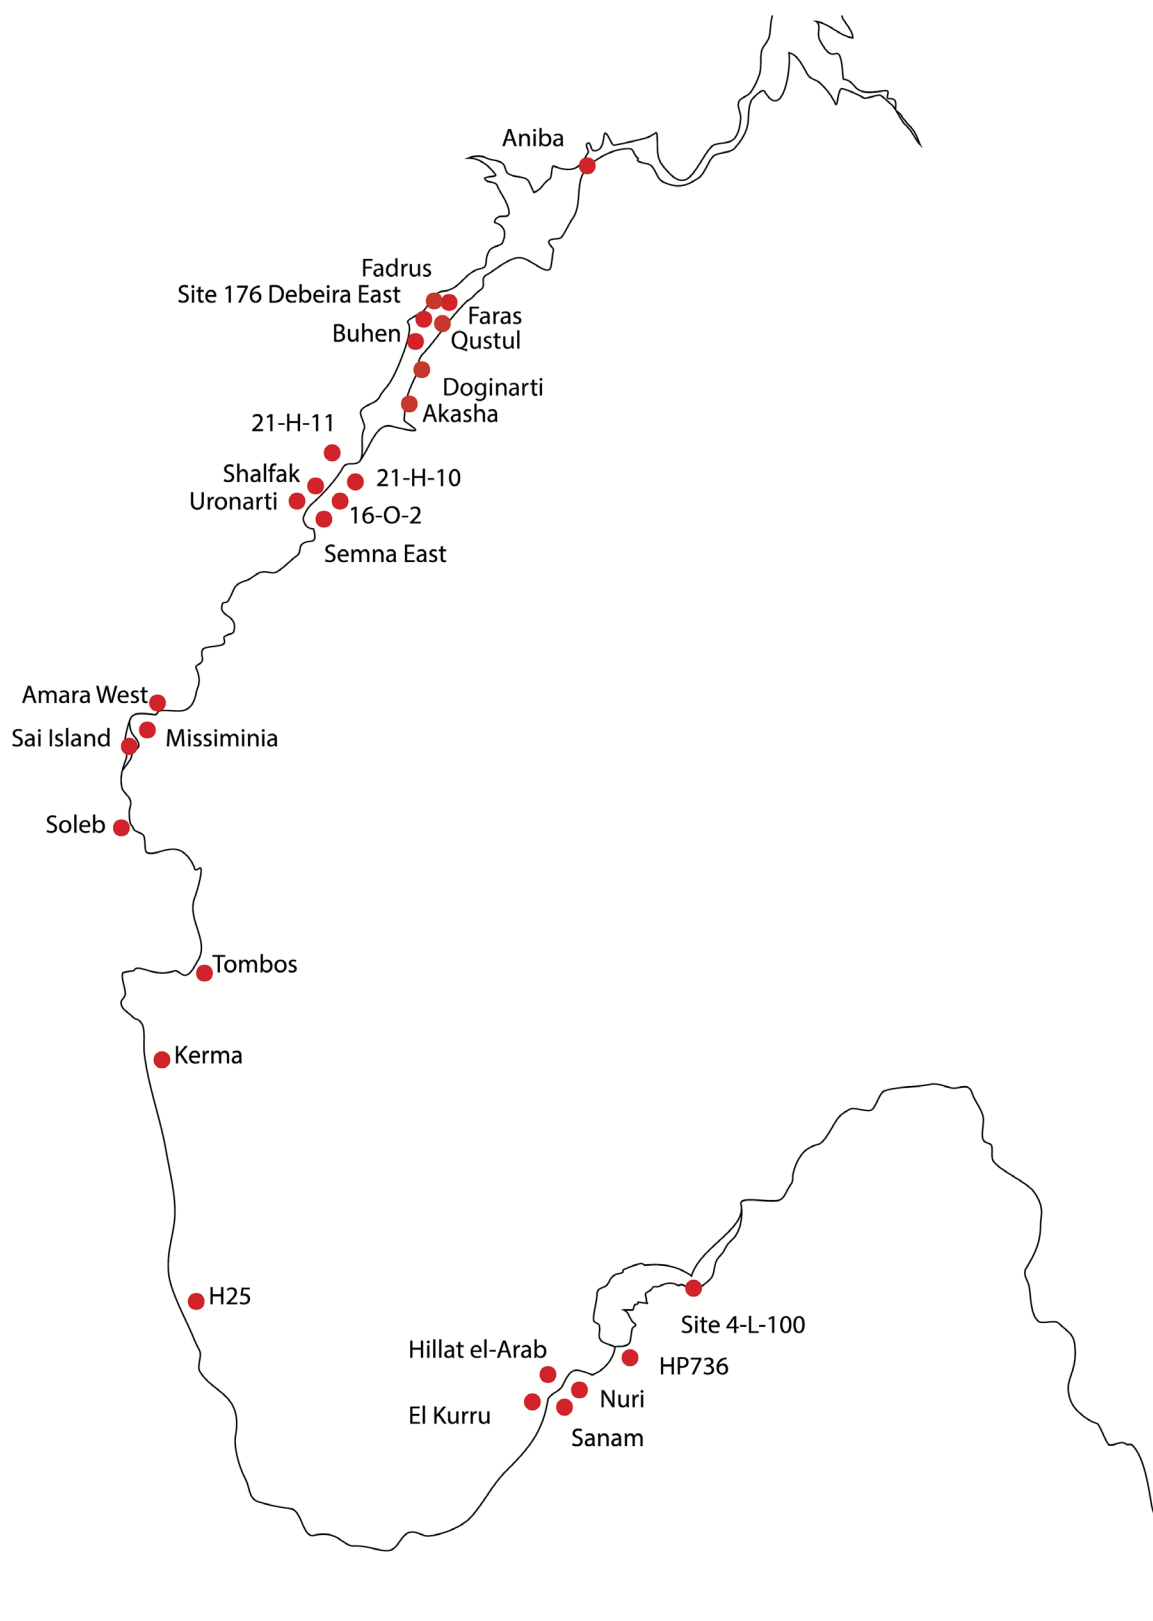 Aniba
Fadrus
Site 176 Debeira East
Faras
Buhen
Qustul
Doginarti
Akasha
21-H-11
Shalfak
21-H-10
Uronarti
16-O-2
Semna East
Amara West
Sai Island
Missiminia
Soleb
Tombos
Kerma
H25
Site 4-L-100
Hillat el-Arab
HP736
Nuri
El Kurru
Sanam